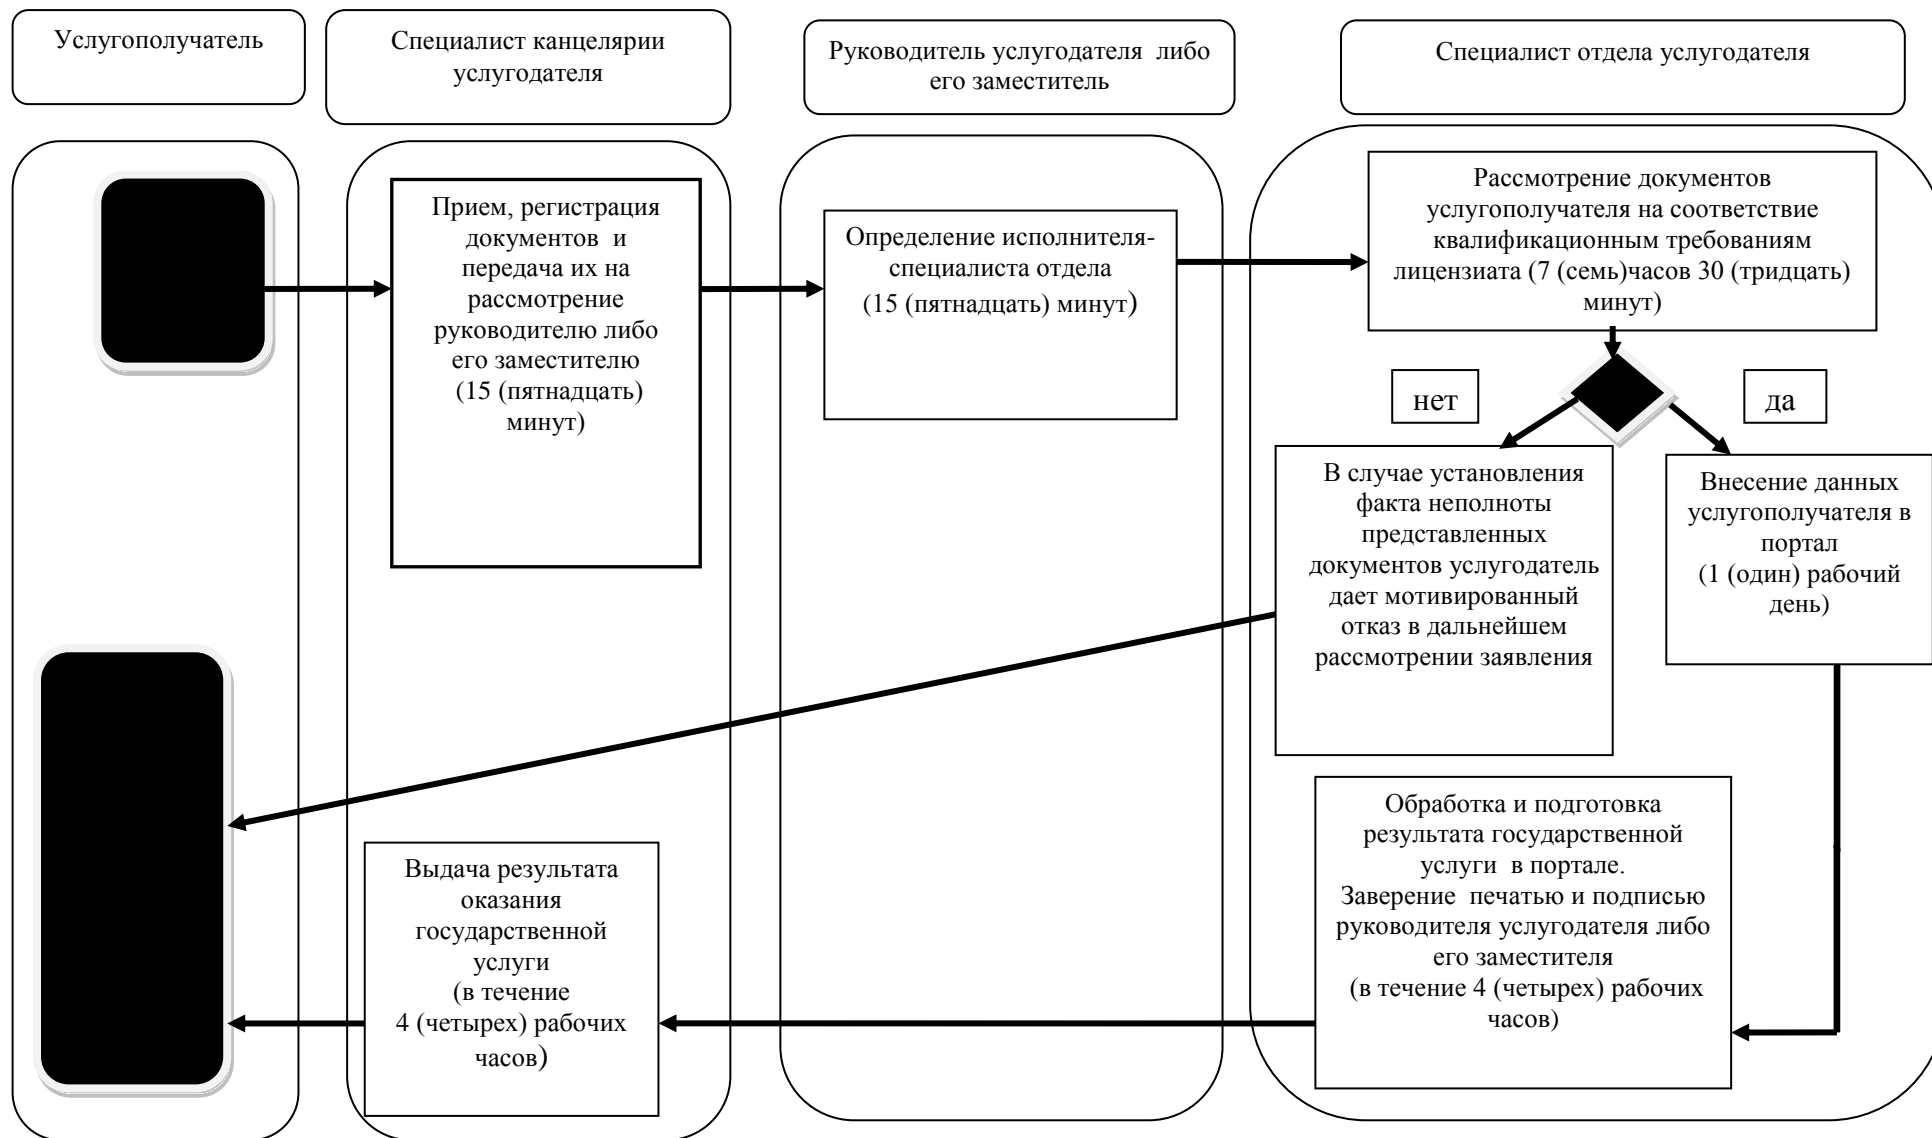 Услугополучатель
Специалист канцелярии
услугодателя
Руководитель услугодателя либо
его заместитель
Специалист отдела услугодателя
Прием, регистрация
документов и
передача их на
рассмотрение
руководителю либо
его заместителю
(15 (пятнадцать)
минут)
Определение исполнителя-
специалиста отдела
(15 (пятнадцать) минут)
Рассмотрение документов
услугополучателя на соответствие
квалификационным требованиям
лицензиата (7 (семь)часов 30 (тридцать)
минут)
нет
да
В случае установления
факта неполноты
представленных
документов услугодатель
дает мотивированный
отказ в дальнейшем
рассмотрении заявления
Внесение данных
услугополучателя в
портал
(1 (один) рабочий
день)
Обработка и подготовка
результата государственной
услуги в портале.
Заверение печатью и подписью
руководителя услугодателя либо
его заместителя
(в течение 4 (четырех) рабочих
часов)
Выдача результата
оказания
государственной
услуги
(в течение
4 (четырех) рабочих
часов)